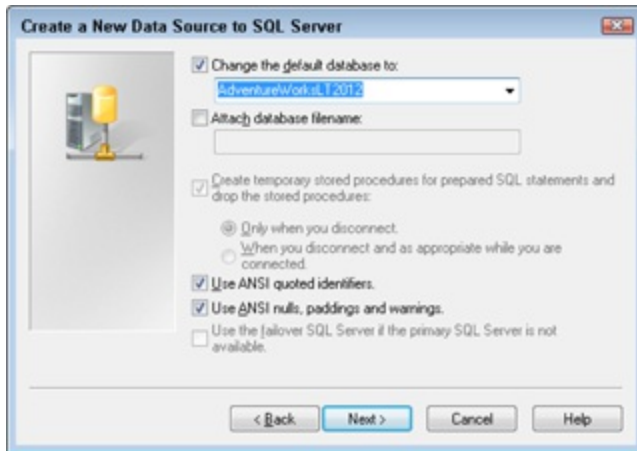 Create a New Data Source to SQL Server
Change the default database to:
AdventureWorksLT2012
Attach database filename:
Create temporary stored procedures for prepared SQL statements and
drop the stored procedures:
Only when you disconnect.
When you disconnect and as appropriate while you are
connected.
Use ANSI quoted identifiers.
Use ANSI nulls, paddings and warnings.
Use the failover SQL Server if the primary SQL Server is not
available.
< Back
Next >
Cancel
Help